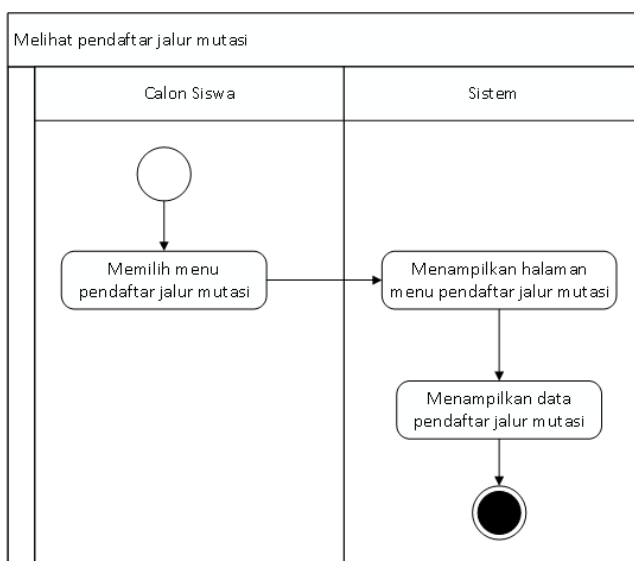 Melihat pendaftar jalur mutasi
Calon Siswa
Sistem
Memilih menu
pendaftar jalur mutasi
Menampilkan halaman
menu pendaftar jalur mutasi
Menampilkan data
pendaftar jalur mutasi